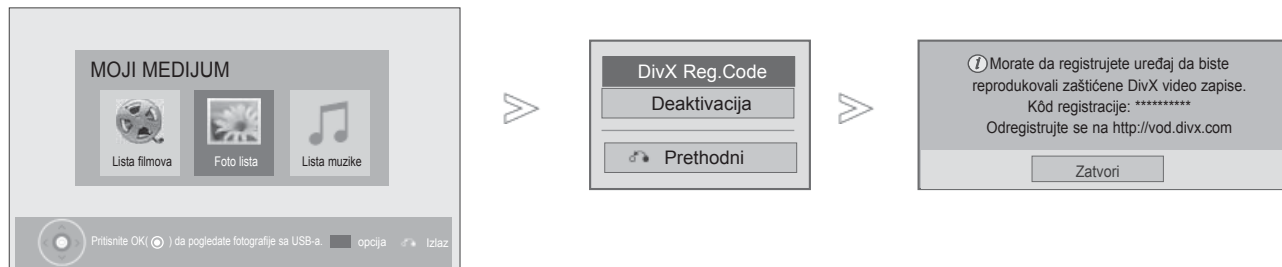 MOJI MEDIJUM
Lista filmova
Foto lista
Lista muzike
Pritisnite OK( ) da pogledate fotografije sa USB-a. opcija Izlaz
DivX Reg.Code
Deaktivacija
Prethodni
i Morate da registrujete uređaj da biste
reprodukovali zaštićene DivX video zapise.
Kôd registracije: **********
Odregistrujte se na http://vod.divx.com
Zatvori